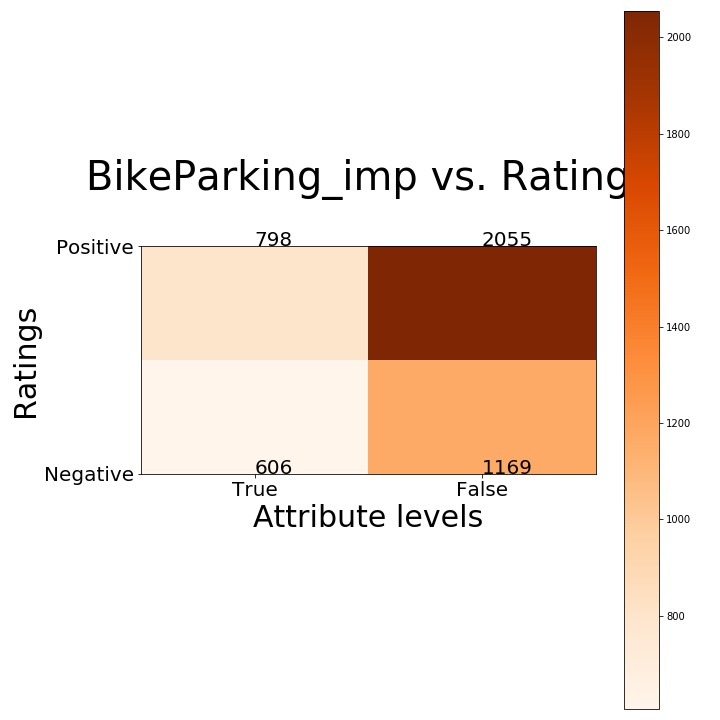 BikeParking_imp vs. Rating
798 2055
Positive
Ratings
606 1169
Negative
True False
Attribute levels
2000
1800
1600
1400
1200
1000
800